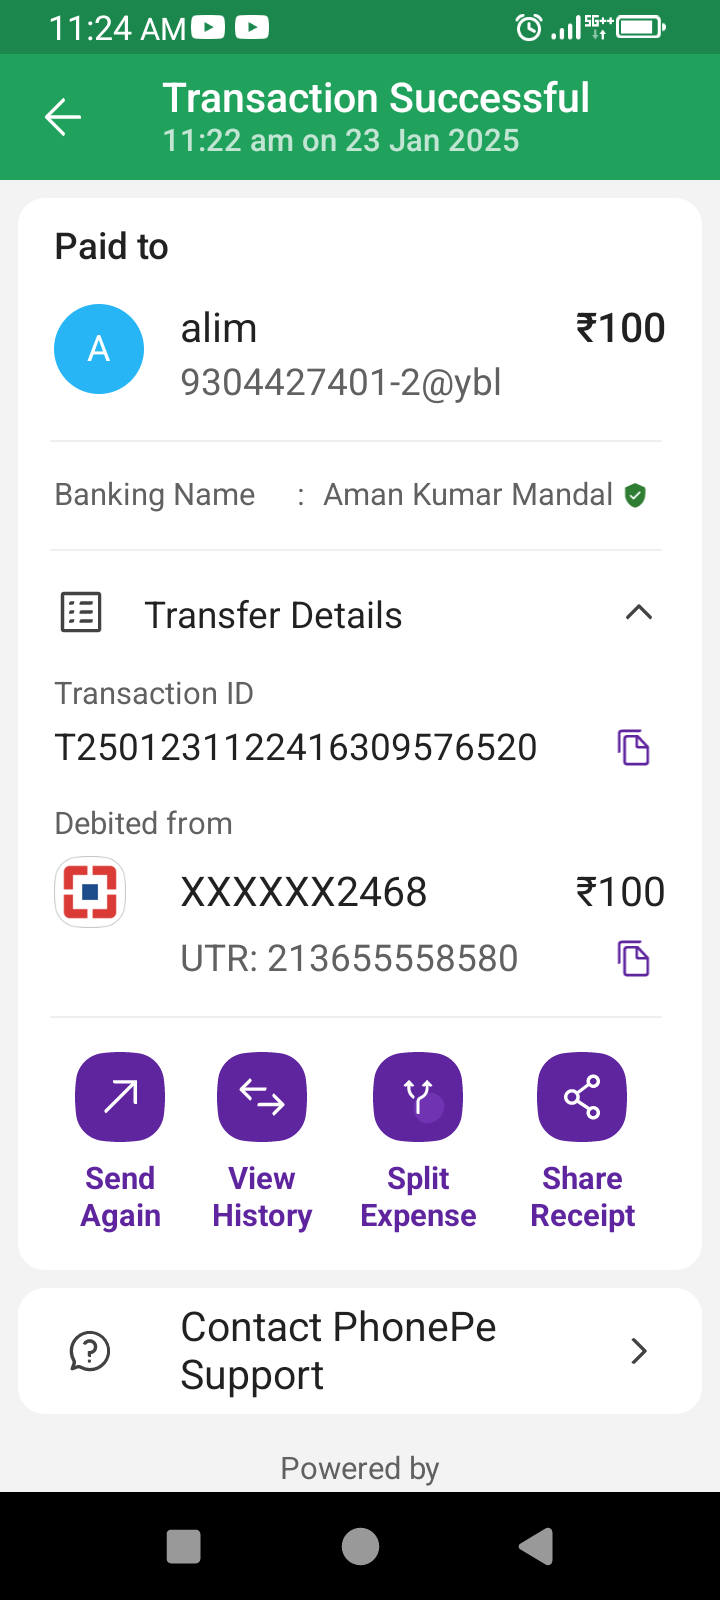 11:24 AM 5G++
Transaction Successful
11:22 am on 23 Jan 2025
Paid to
A alim ₹100
9304427401-2@ybl
Banking Name : Aman Kumar Mandal
Transfer Details
Transaction ID
T2501231122416309576520
Debited from
XXXXXX2468 ₹100
UTR: 213655558580
Send Again
View History
Split Expense
Share Receipt
Contact PhonePe
Support
Powered by